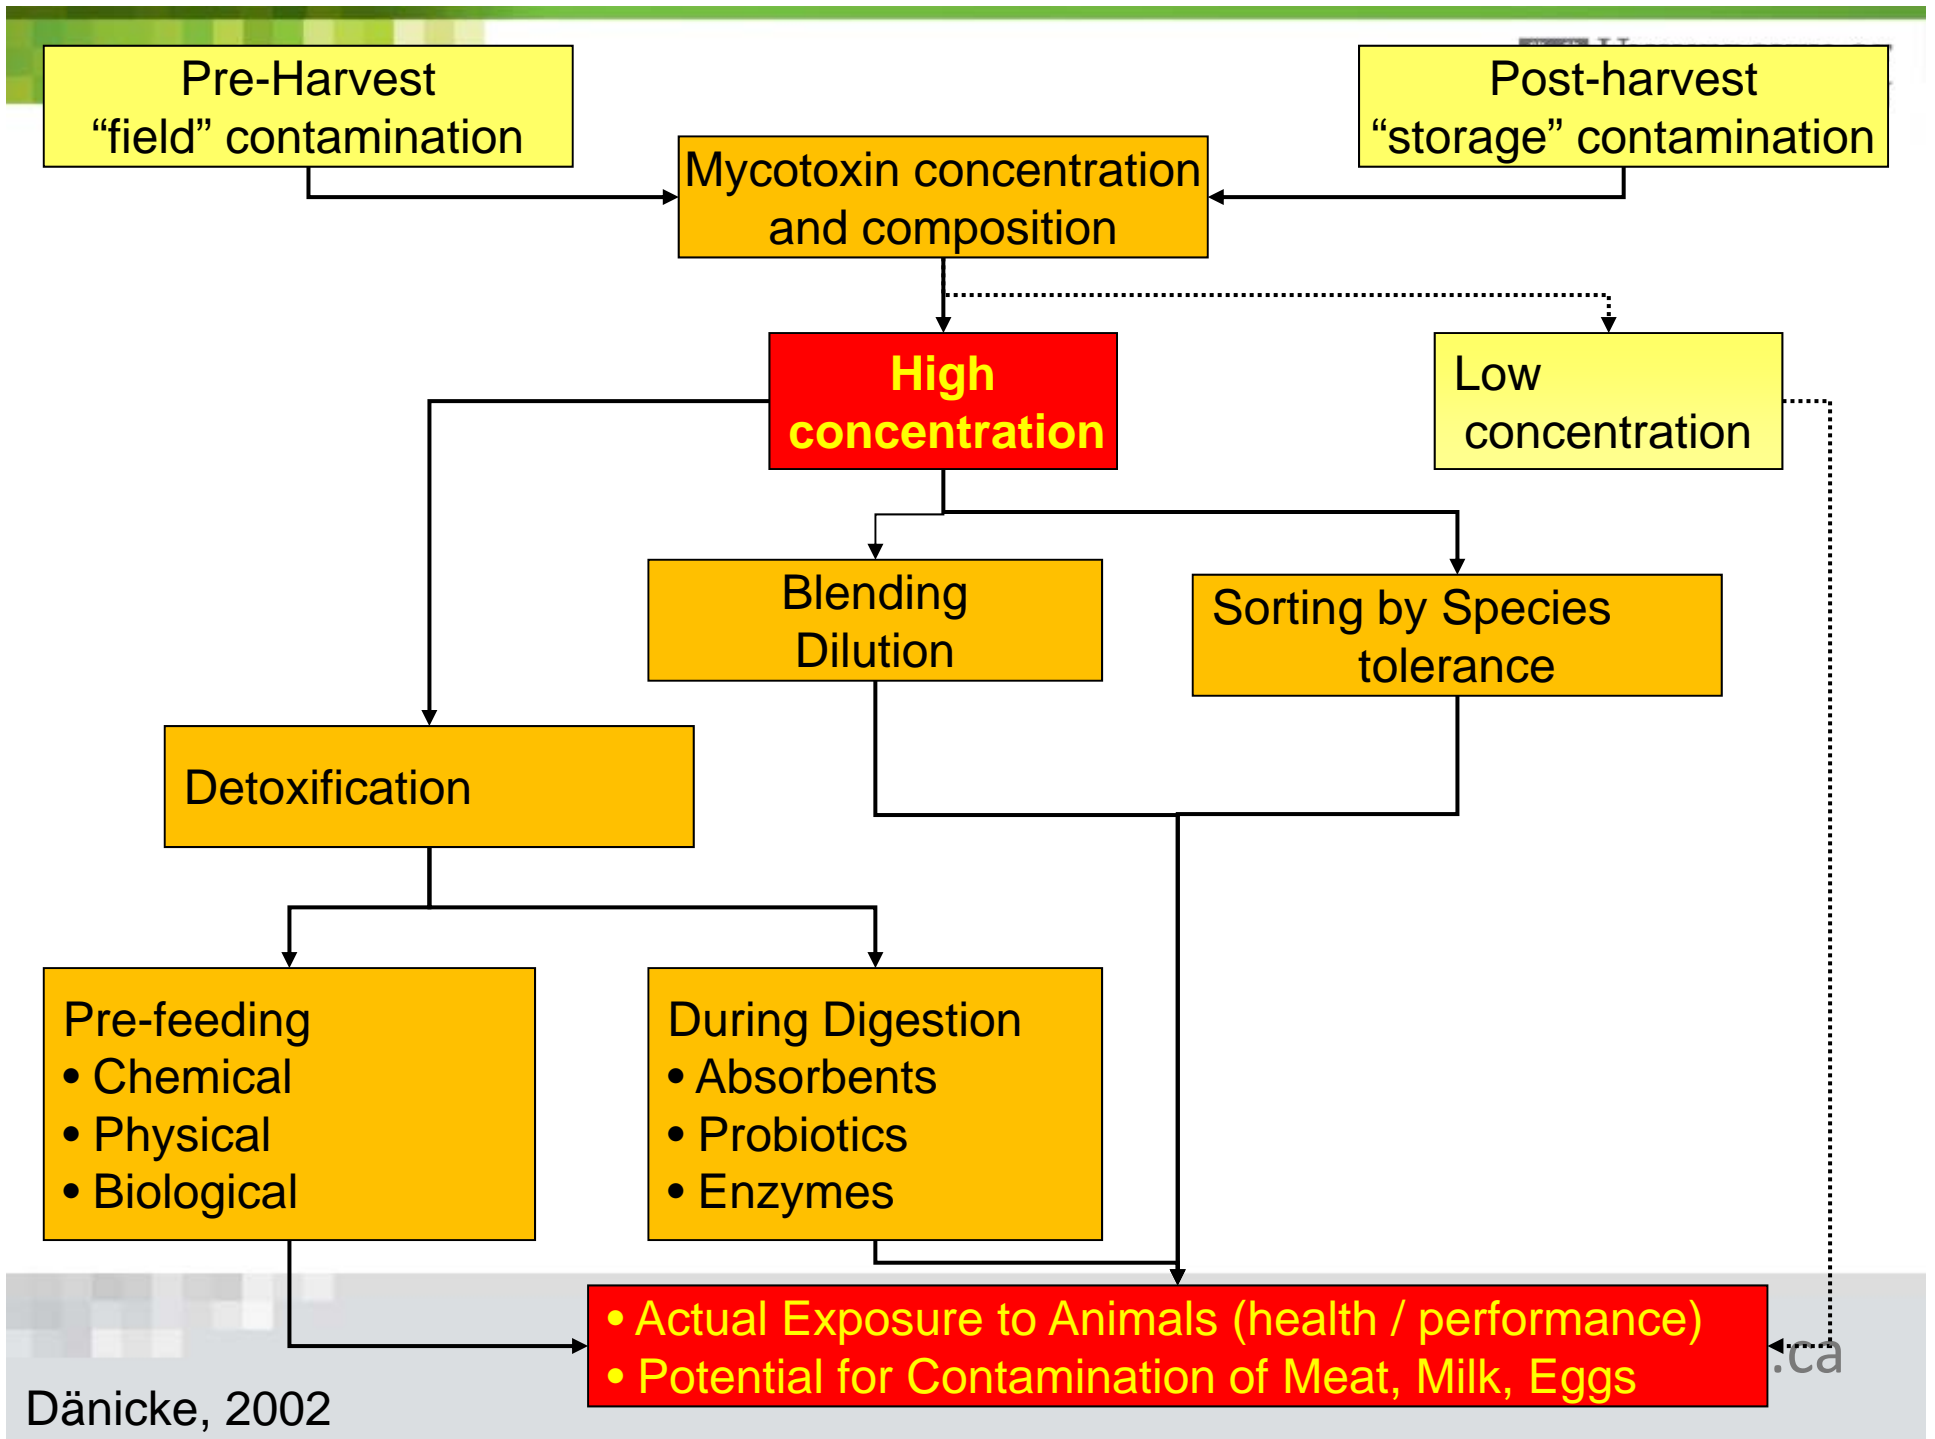 Pre-Harvest
“field” contamination
Post-harvest
“storage” contamination
Mycotoxin concentration
and composition
High
concentration
Low
concentration
Blending
Dilution
Sorting by Species
tolerance
Detoxification
Pre-feeding
• Chemical
• Physical
• Biological
During Digestion
• Absorbents
• Probiotics
• Enzymes
• Actual Exposure to Animals (health / performance)
• Potential for Contamination of Meat, Milk, Eggs
.ca
Dänicke, 2002